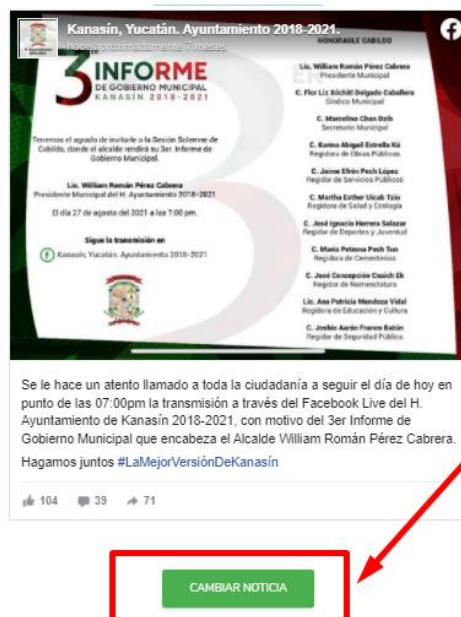 Kanasín, Yucatán. Ayuntamiento 2018-2021.
hace aproximadamente 7 meses
3 INFORME
DE GOBIERNO MUNICIPAL
KANASÍN 2018-2021
Tenemos el agrado de invitarle a la Sesión Solemne de
Cabildo, donde el alcalde rendirá su 3er. Informe de
Gobierno Municipal.
Lic. William Román Pérez Cabrera
Presidente Municipal del H. Ayuntamiento 2018-2021
El día 27 de agosto del 2021 a las 7:00 pm.
Sigue la transmisión en
Kanasín, Yucatán. Ayuntamiento 2018-2021
HONORABLE CABILDO
Lic. William Román Pérez Cabrera
Presidente Municipal
C. Flor Liz Xóchitl Delgado Caballero
Síndico Municipal
C. Marcelino Chan Dzib
Secretario Municipal
C. Karina Abigail Estrella Kú
Regidora de Obras Públicas
C. Jaime Efrén Pech López
Regidor de Servicios Públicos
C. Martha Esther Uicab Tziu
Regidora de Salud y Ecología
C. José Ignacio Herrera Salazar
Regidor de Deportes y Juventud
C. María Petrona Pech Tun
Regidora de Cementerios
C. José Concepción Cauich Ek
Regidor de Nomenclatura
Lic. Ana Patricia Mendoza Vidal
Regidora de Educación y Cultura
C. Aarón Franco
Regidor de Seguridad Pública
Se le hace un atento llamado a toda la ciudadanía a seguir el día de hoy en
punto de las 07:00pm la transmisión a través del Facebook Live del H.
Ayuntamiento de Kanasín 2018-2021, con motivo del 3er Informe de
Gobierno Municipal que encabeza el Alcalde William Román Pérez Cabrera.
Hagamos juntos #LaMejorVersiónDeKanasín
104 39 71
CAMBIAR NOTICIA